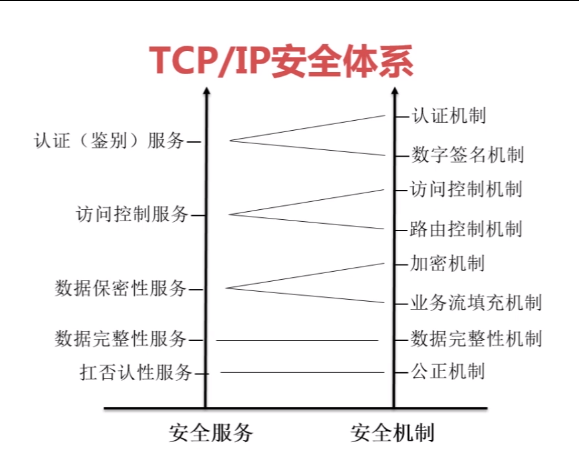 TCP/IP安全体系
认证（鉴别）服务
认证机制
数字签名机制
访问控制服务
访问控制机制
路由控制机制
数据保密性服务
加密机制
业务流填充机制
数据完整性服务
数据完整性机制
扛否认性服务
公正机制
安全服务
安全机制